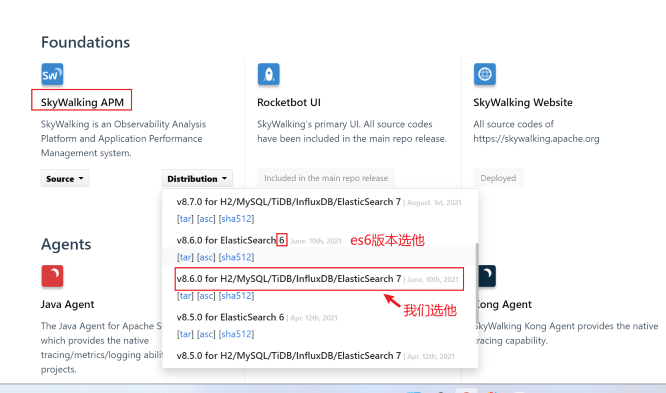 Foundations
SkyWalking APM
SkyWalking is an Observability Analysis
Platform and Application Performance
Management system.
Source
Distribution
Rocketbot UI
SkyWalking's primary UI. All source codes
have been included in the main repo release.
Included in the main repo release
SkyWalking Website
All source codes of
https://skywalking.apache.org
Deployed
v8.7.0 for H2/MySQL/TiDB/InfluxDB/ElasticSearch 7 | August. 1st, 2021
[tar] [asc] [sha512]
v8.6.0 for ElasticSearch 6 June. 10th, 2021
es6版本选他
[tar] [asc] [sha512]
v8.6.0 for H2/MySQL/TiDB/InfluxDB/ElasticSearch 7 | June. 10th, 2021
[tar] [asc] [sha512]
我们选他
v8.5.0 for ElasticSearch 6 | Apr. 12th, 2021
[tar] [asc] [sha512]
v8.5.0 for H2/MySQL/TiDB/InfluxDB/ElasticSearch 7 | Apr. 12th, 2021
Agents
Java Agent
The Java Agent for Apache S
which provides the native
tracing/metrics/logging abili
projects.
Kong Agent
SkyWalking Kong Agent provides the native
tracing capability.